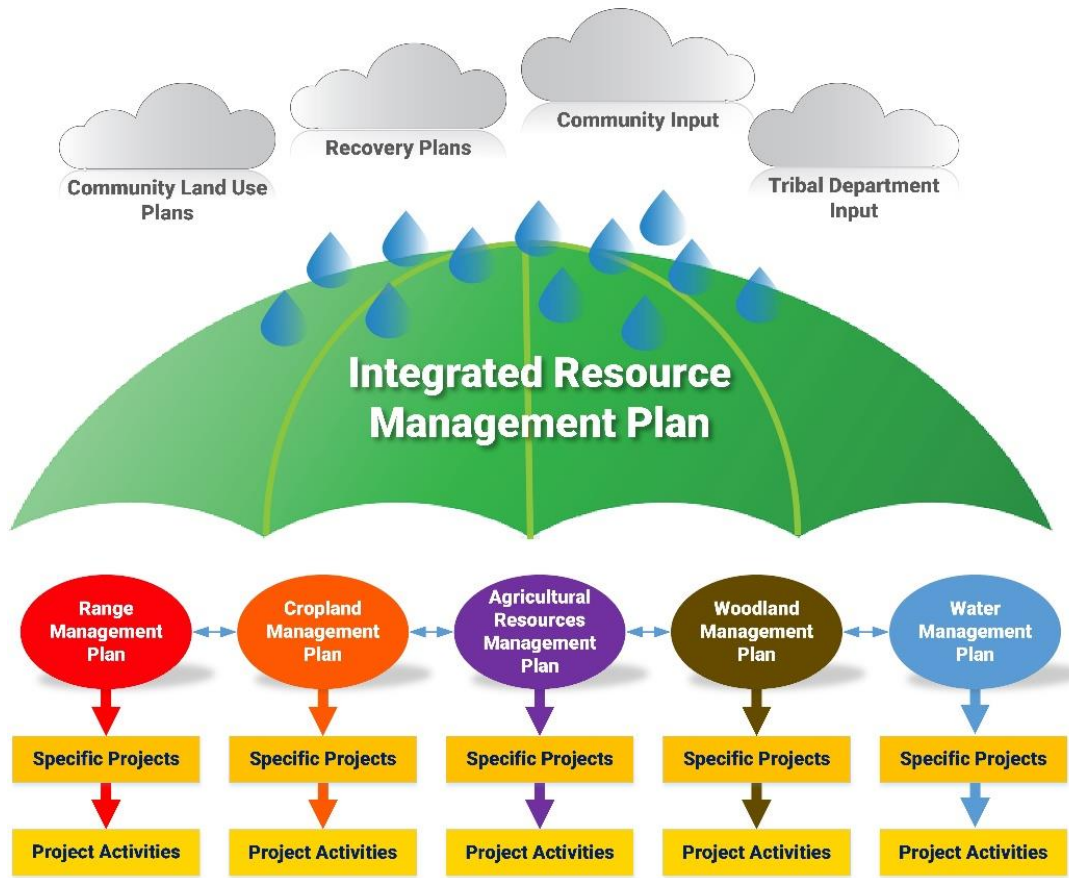 Community Land Use
Plans
Recovery Plans
Community Input
Tribal Department
Input
Integrated Resource
Management Plan
Range
Management
Plan
Cropland
Management
Plan
Agricultural
Resources
Management
Plan
Woodland
Management
Plan
Water
Management
Plan
Specific Projects
Specific Projects
Specific Projects
Specific Projects
Specific Projects
Project Activities
Project Activities
Project Activities
Project Activities
Project Activities